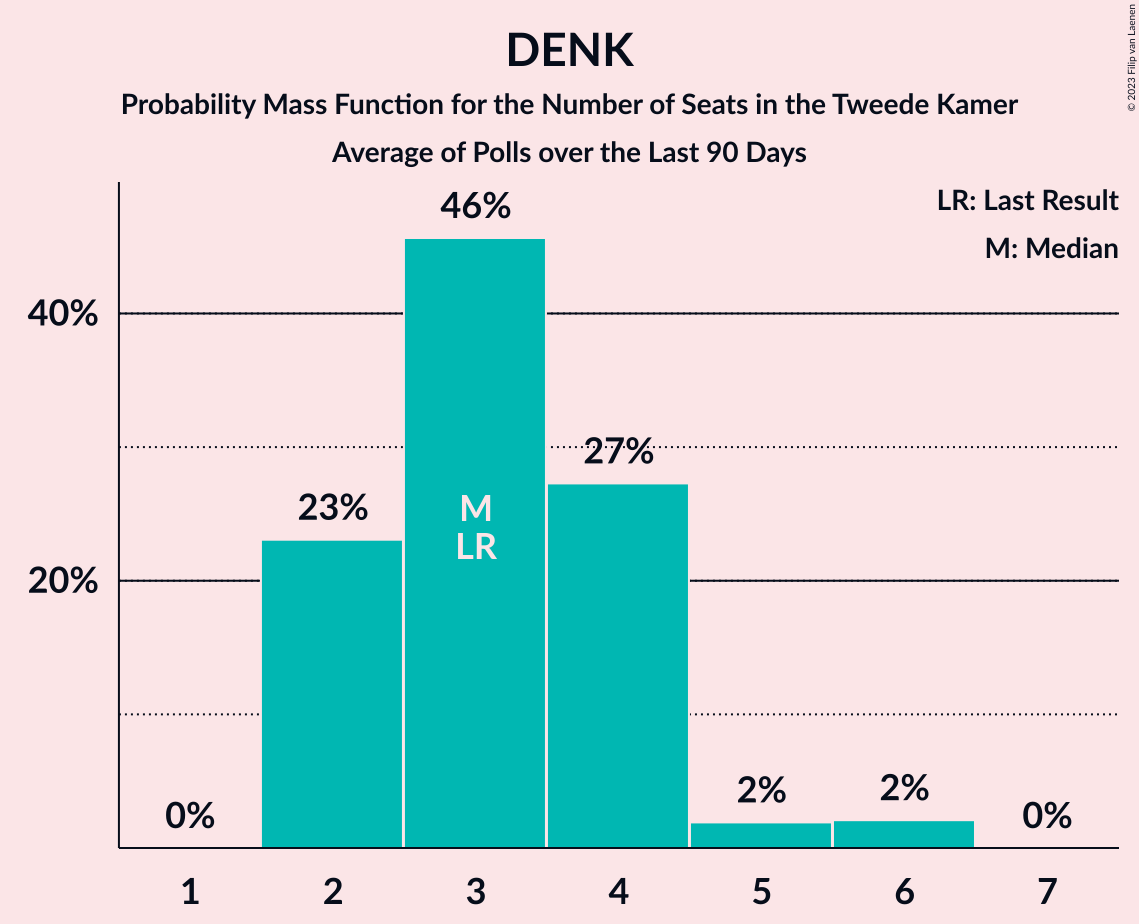 DENK
Probability Mass Function for the Number of Seats in the Tweede Kamer
Average of Polls over the Last 90 Days
© 2023 Filip van Laenen
LR: Last Result
M: Median
46%
40%
27%
23%
M
LR
20%
2%
2%
0%
0%
1 2 3 4 5 6 7